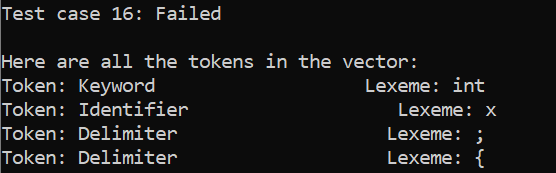 Test case 16: Failed
Here are all the tokens in the vector:
Token: Keyword Lexeme: int
Token: Identifier Lexeme: x
Token: Delimiter Lexeme: ;
Token: Delimiter Lexeme: {